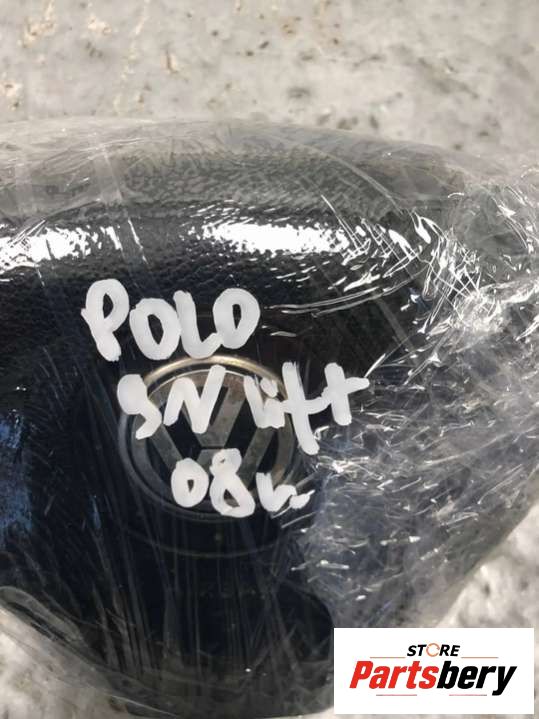 POLO
9N lift
08r
STORE
Partsbery